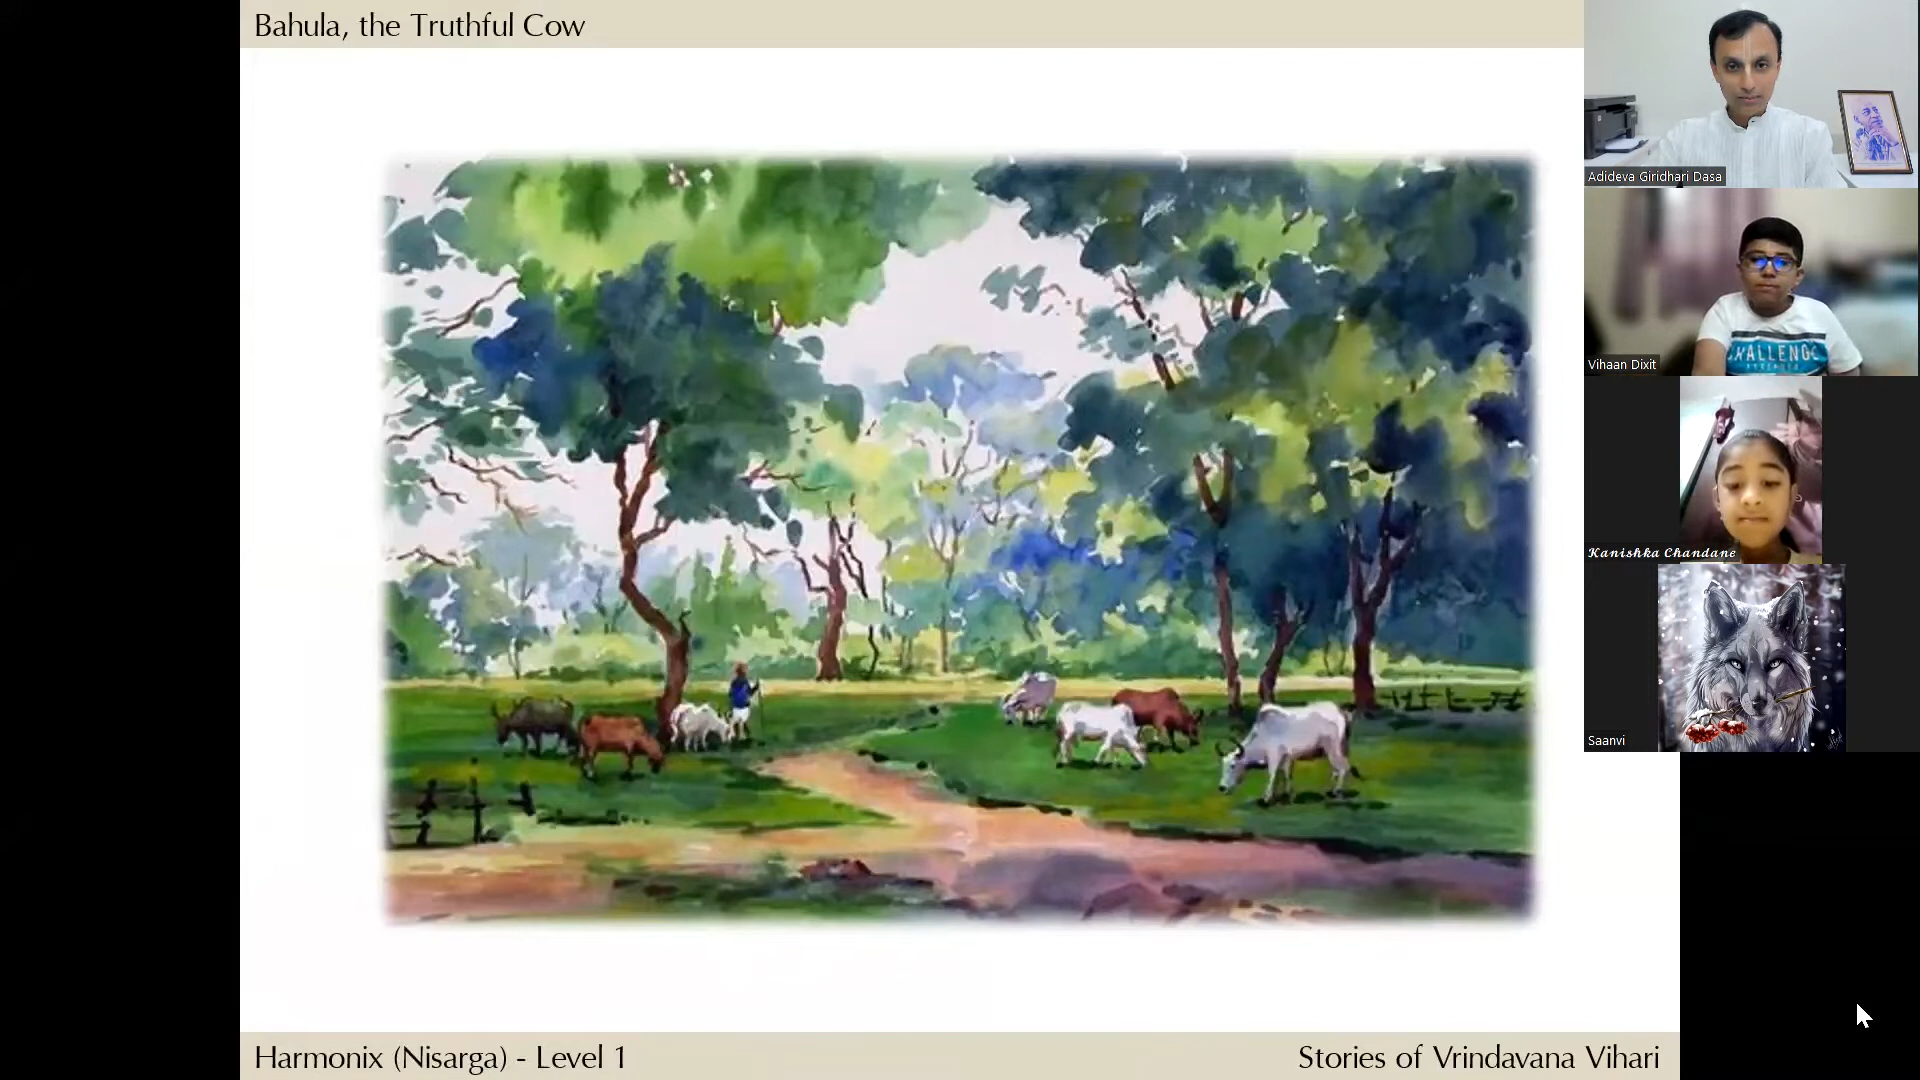 Bahula, the Truthful Cow
Adideva Giridhari Dasa
Vihaan Dixit
CHALLENGE
Kanishka Chandane
Saanvi
Harmonix (Nisarga) - Level 1
Stories of Vrindavana Vihari